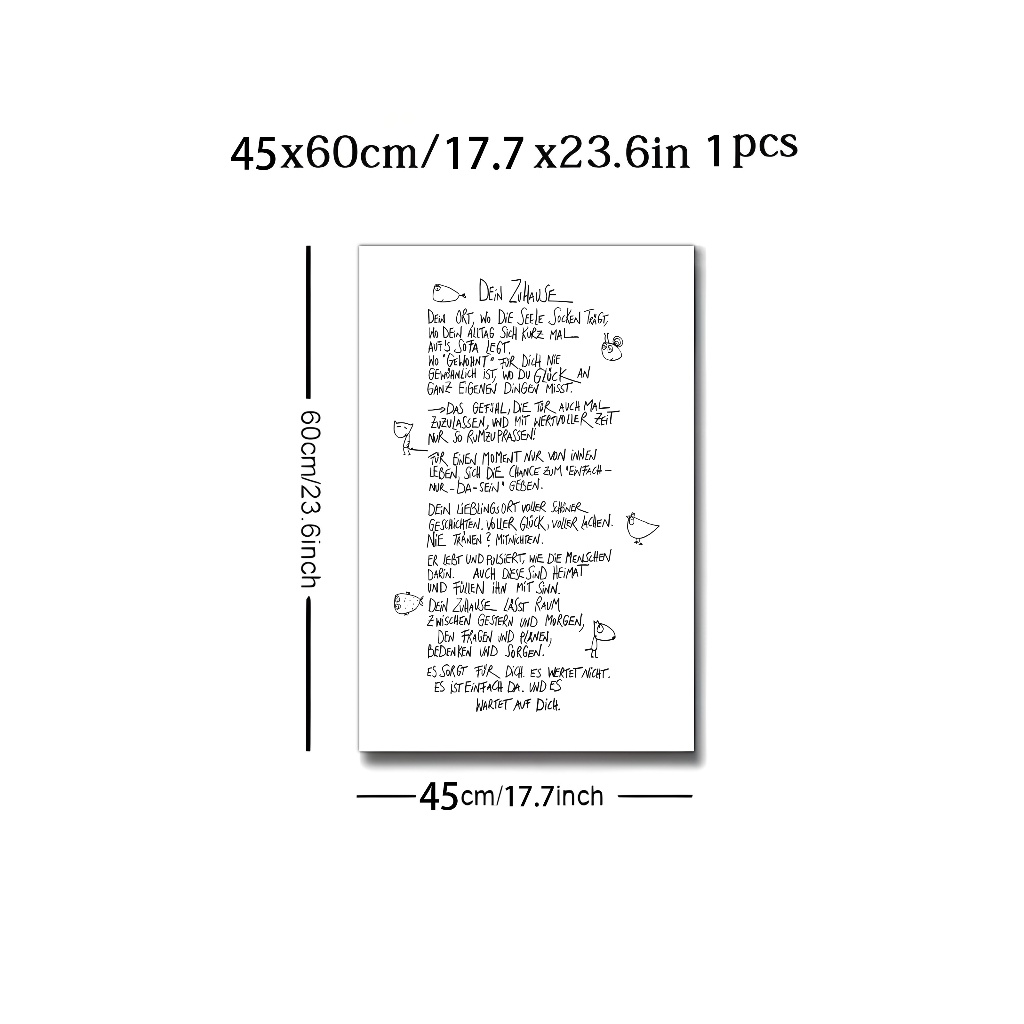 45x60cm/17.7 x23.6in 1pcs
DEIN ZUHAUSE
DEIN ORT, WO DIE SEELE SOCKEN TRÄGT,
WO DEIN ALLTAG SICH KURZ MAL
AUF'S SOFA LEGT.
WO "GEWOHNT" FÜR DICH NIE
GEWÖHNLICH IST, WO DU GLÜCK AN
GANZ EIGENEN DINGEN MISST.
→DAS GEFÜHL, DIE TÜR AUCH MAL
ZUZULASSEN, UND MIT WERTVOLLER ZEIT
NUR SO RUMZUPRASSEN!
FÜR EINEN MOMENT NUR VON INNEN
LEBEN, SICH DIE CHANCE ZUM "EINFACH-
NUR-DA-SEIN" GEBEN.
DEIN LIEBLINGSORT VOLLER SCHÖNER
GESCHICHTEN. VOLLER GLÜCK, VOLLER LACHEN.
NIE TRÄNEN? MITNICHTEN.
ER LEBT UND PULSIERT, WIE DIE MENSCHEN
DARIN. AUCH DIESE SIND HEIMAT
UND FÜLLEN IHN MIT SINN.
DEIN ZUHAUSE LÄSST RAUM
ZWISCHEN GESTERN UND MORGEN,
DEN FRAGEN UND PLÄNEN,
BEDENKEN UND SORGEN.
ES SORGT FÜR DICH. ES WERTET NICHT.
ES IST EINFACH DA. UND ES
WARTET AUF DICH.
60cm/23.6inch
45cm/17.7inch